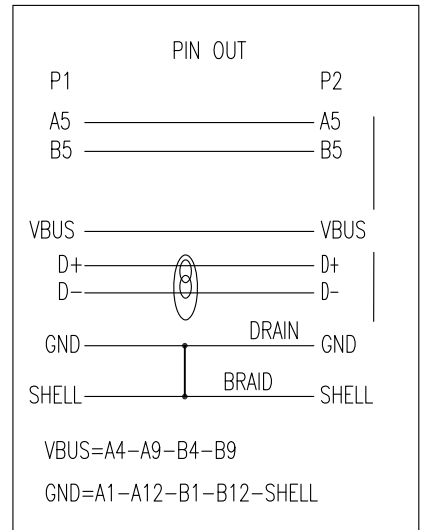 PIN OUT
P1 P2
A5 A5
B5 B5
VBUS VBUS
D+ D+
D- D-
GND DRAIN GND
SHELL BRAID SHELL
VBUS=A4-A9-B4-B9
GND=A1-A12-B1-B12-SHELL